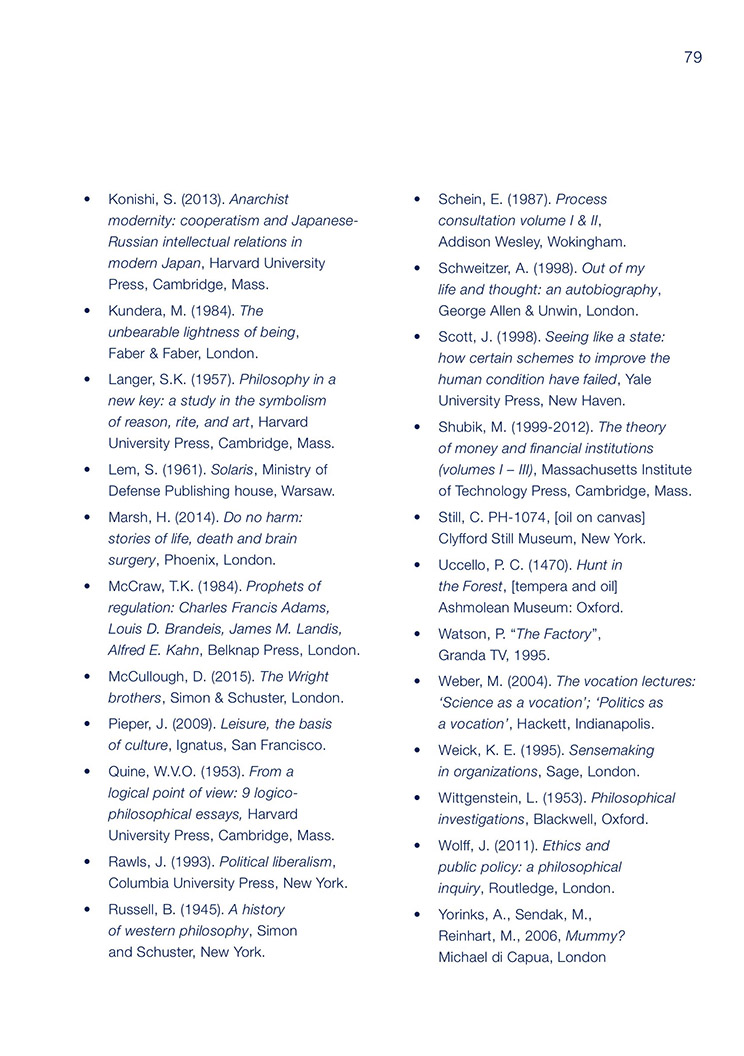 79
• Konishi, S. (2013). Anarchist
modernity: cooperatism and Japanese-
Russian intellectual relations in
modern Japan, Harvard University
Press, Cambridge, Mass.
• Kundera, M. (1984). The
unbearable lightness of being,
Faber & Faber, London.
• Langer, S.K. (1957). Philosophy in a
new key: a study in the symbolism
of reason, rite, and art, Harvard
University Press, Cambridge, Mass.
• Lem, S. (1961). Solaris, Ministry of
Defense Publishing house, Warsaw.
• Marsh, H. (2014). Do no harm:
stories of life, death and brain
surgery, Phoenix, London.
• McCraw, T.K. (1984). Prophets of
regulation: Charles Francis Adams,
Louis D. Brandeis, James M. Landis,
Alfred E. Kahn, Belknap Press, London.
• McCullough, D. (2015). The Wright
brothers, Simon & Schuster, London.
• Pieper, J. (2009). Leisure, the basis
of culture, Ignatus, San Francisco.
• Quine, W.V.O. (1953). From a
logical point of view: 9 logico-
philosophical essays, Harvard
University Press, Cambridge, Mass.
• Rawls, J. (1993). Political liberalism,
Columbia University Press, New York.
• Russell, B. (1945). A history
of western philosophy, Simon
and Schuster, New York.
• Schein, E. (1987). Process
consultation volume I & II,
Addison Wesley, Wokingham.
• Schweitzer, A. (1998). Out of my
life and thought: an autobiography,
George Allen & Unwin, London.
• Scott, J. (1998). Seeing like a state:
how certain schemes to improve the
human condition have failed, Yale
University Press, New Haven.
• Shubik, M. (1999-2012). The theory
of money and financial institutions
(volumes I – III), Massachusetts Institute
of Technology Press, Cambridge, Mass.
• Still, C. PH-1074, [oil on canvas]
Clyfford Still Museum, New York.
• Uccello, P. C. (1470). Hunt in
the Forest, [tempera and oil]
Ashmolean Museum: Oxford.
• Watson, P. “The Factory”,
Granda TV, 1995.
• Weber, M. (2004). The vocation lectures:
‘Science as a vocation’; ‘Politics as
a vocation’, Hackett, Indianapolis.
• Weick, K. E. (1995). Sensemaking
in organizations, Sage, London.
• Wittgenstein, L. (1953). Philosophical
investigations, Blackwell, Oxford.
• Wolff, J. (2011). Ethics and
public policy: a philosophical
inquiry, Routledge, London.
• Yorinks, A., Sendak, M.,
Reinhart, M., 2006, Mummy?
Michael di Capua, London